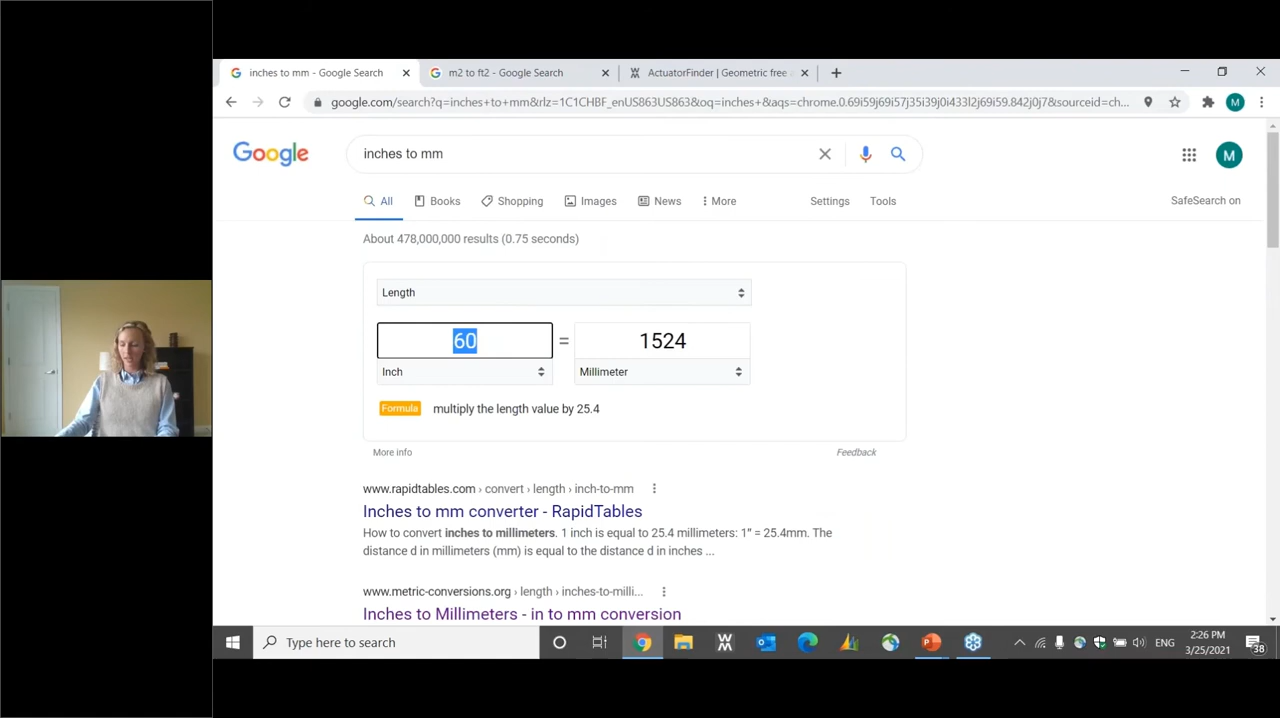 inches to mm - Google Search
m2 to ft2 - Google Search
ActuatorFinder | Geometric free
google.com/search?q=inches+to+mm&rlz=1C1CHBF_enUS863US863&oq=inches+&aqs=chrome.0.69i59j69i57j35i39j0i433l2j69i59.842j0j7&sourceid=ch...
M
Google
inches to mm
M
All
Books
Shopping
Images
News
More
Settings
Tools
SafeSearch on
About 478,000,000 results (0.75 seconds)
Length
60 = 1524
Inch
Millimeter
Formula multiply the length value by 25.4
More info
Feedback
www.rapidtables.com › convert › length › inch-to-mm
Inches to mm converter - RapidTables
How to convert inches to millimeters. 1 inch is equal to 25.4 millimeters: 1″ = 25.4mm. The
distance d in millimeters (mm) is equal to the distance d in inches ...
www.metric-conversions.org › length › inches-to-milli...
Inches to Millimeters - in to mm conversion
Type here to search
ENG
2:26 PM
3/25/2021
38